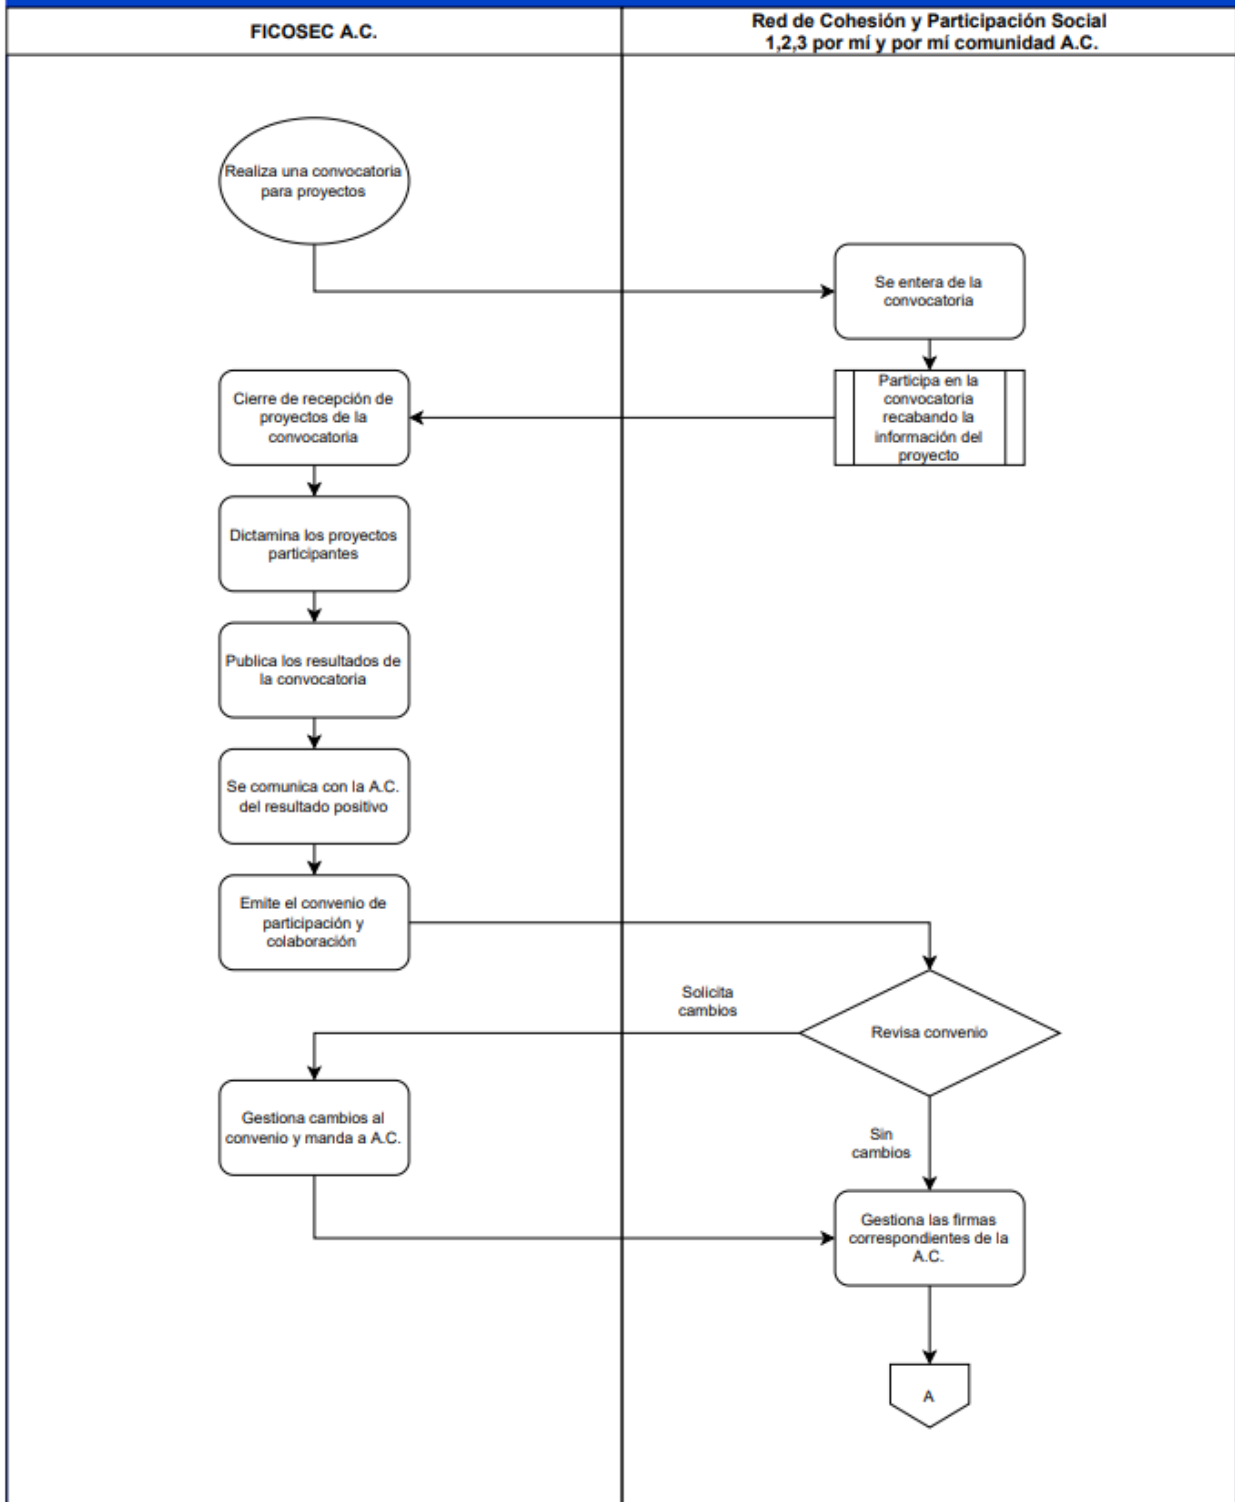 FICOSEC A.C.
Red de Cohesión y Participación Social
1,2,3 por mí y por mí comunidad A.C.
Realiza una convocatoria
para proyectos
Se entera de la
convocatoria
Participa en la
convocatoria
recabando la
información del
proyecto
Cierre de recepción de
proyectos de la
convocatoria
Dictamina los proyectos
participantes
Publica los resultados de
la convocatoria
Se comunica con la A.C.
del resultado positivo
Emite el convenio de
participación y
colaboración
Revisa convenio
Solicita
cambios
Gestiona cambios al
convenio y manda a A.C.
Sin
cambios
Gestiona las firmas
correspondientes de la
A.C.
A